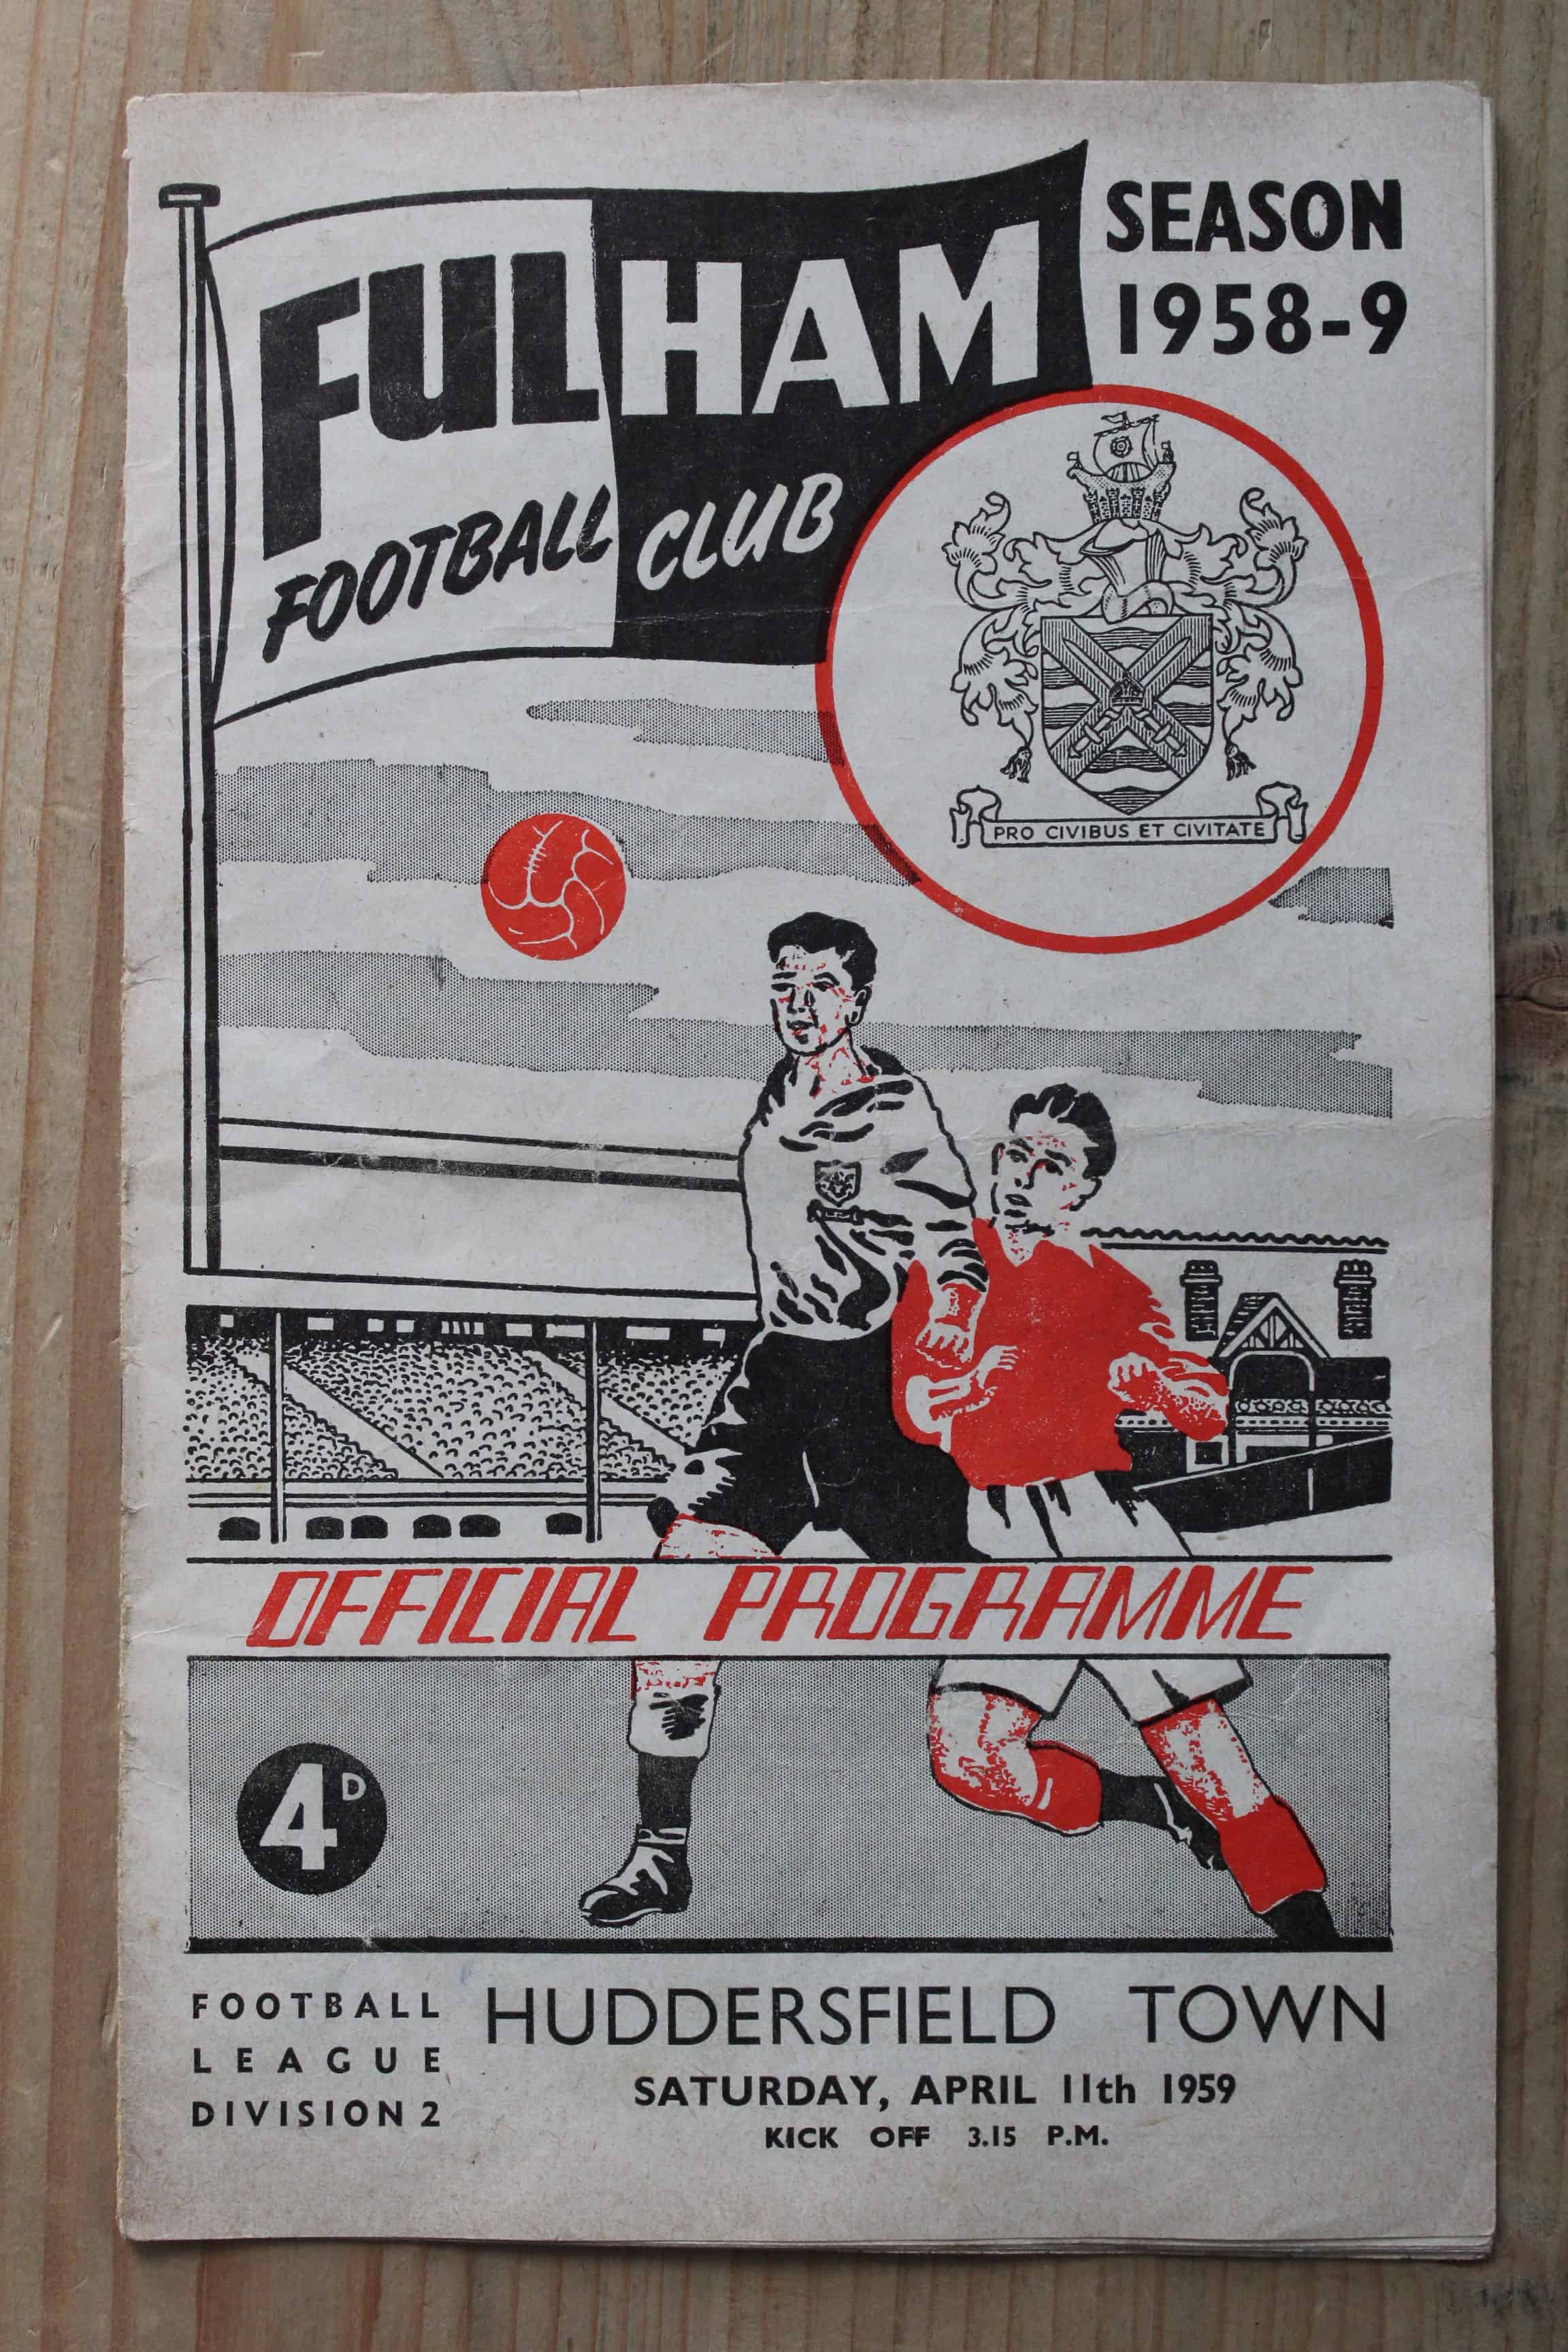 FULHAM
FOOTBALL CLUB
SEASON
1958-9
PRO CIVIBUS ET CIVITATE
OFFICIAL PROGRAMME
4D
FOOTBALL
LEAGUE
DIVISION 2
HUDDERSFIELD TOWN
SATURDAY, APRIL 11th 1959
KICK OFF 3.15 P.M.